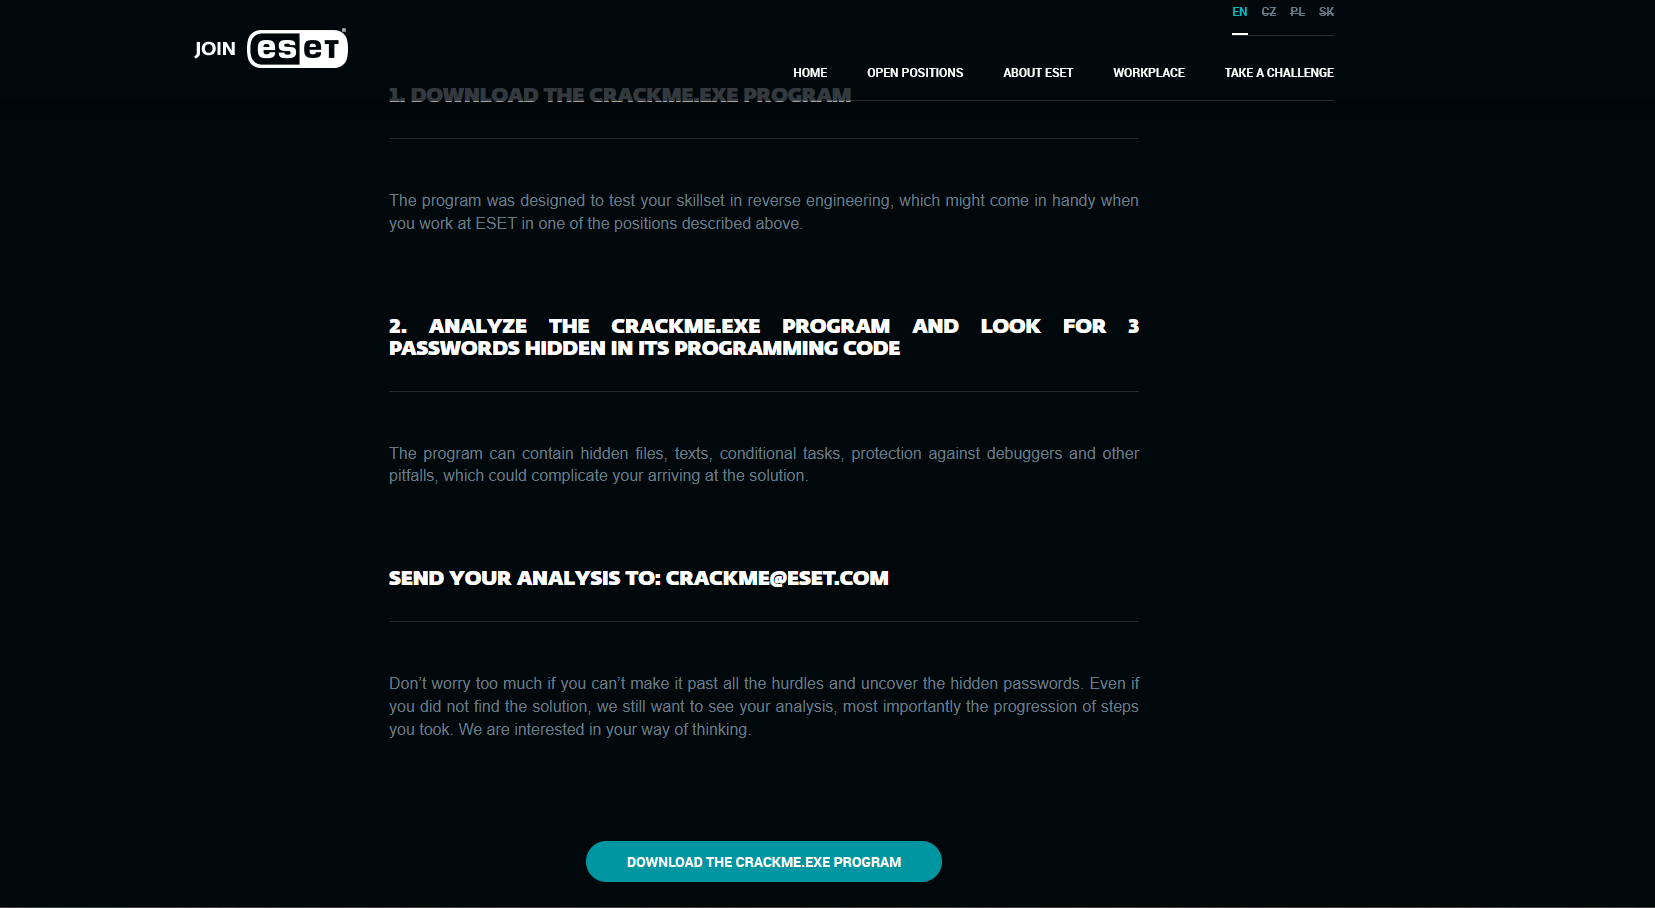 EN CZ PL SK
JOIN eseT®
HOME OPEN POSITIONS ABOUT ESET WORKPLACE TAKE A CHALLENGE
1. DOWNLOAD THE CRACKME.EXE PROGRAM
The program was designed to test your skillset in reverse engineering, which might come in handy when
you work at ESET in one of the positions described above.
2. ANALYZE THE CRACKME.EXE PROGRAM AND LOOK FOR 3
PASSWORDS HIDDEN IN ITS PROGRAMMING CODE
The program can contain hidden files, texts, conditional tasks, protection against debuggers and other
pitfalls, which could complicate your arriving at the solution.
SEND YOUR ANALYSIS TO: CRACKME@ESET.COM
Don’t worry too much if you can’t make it past all the hurdles and uncover the hidden passwords. Even if
you did not find the solution, we still want to see your analysis, most importantly the progression of steps
you took. We are interested in your way of thinking.
DOWNLOAD THE CRACKME.EXE PROGRAM